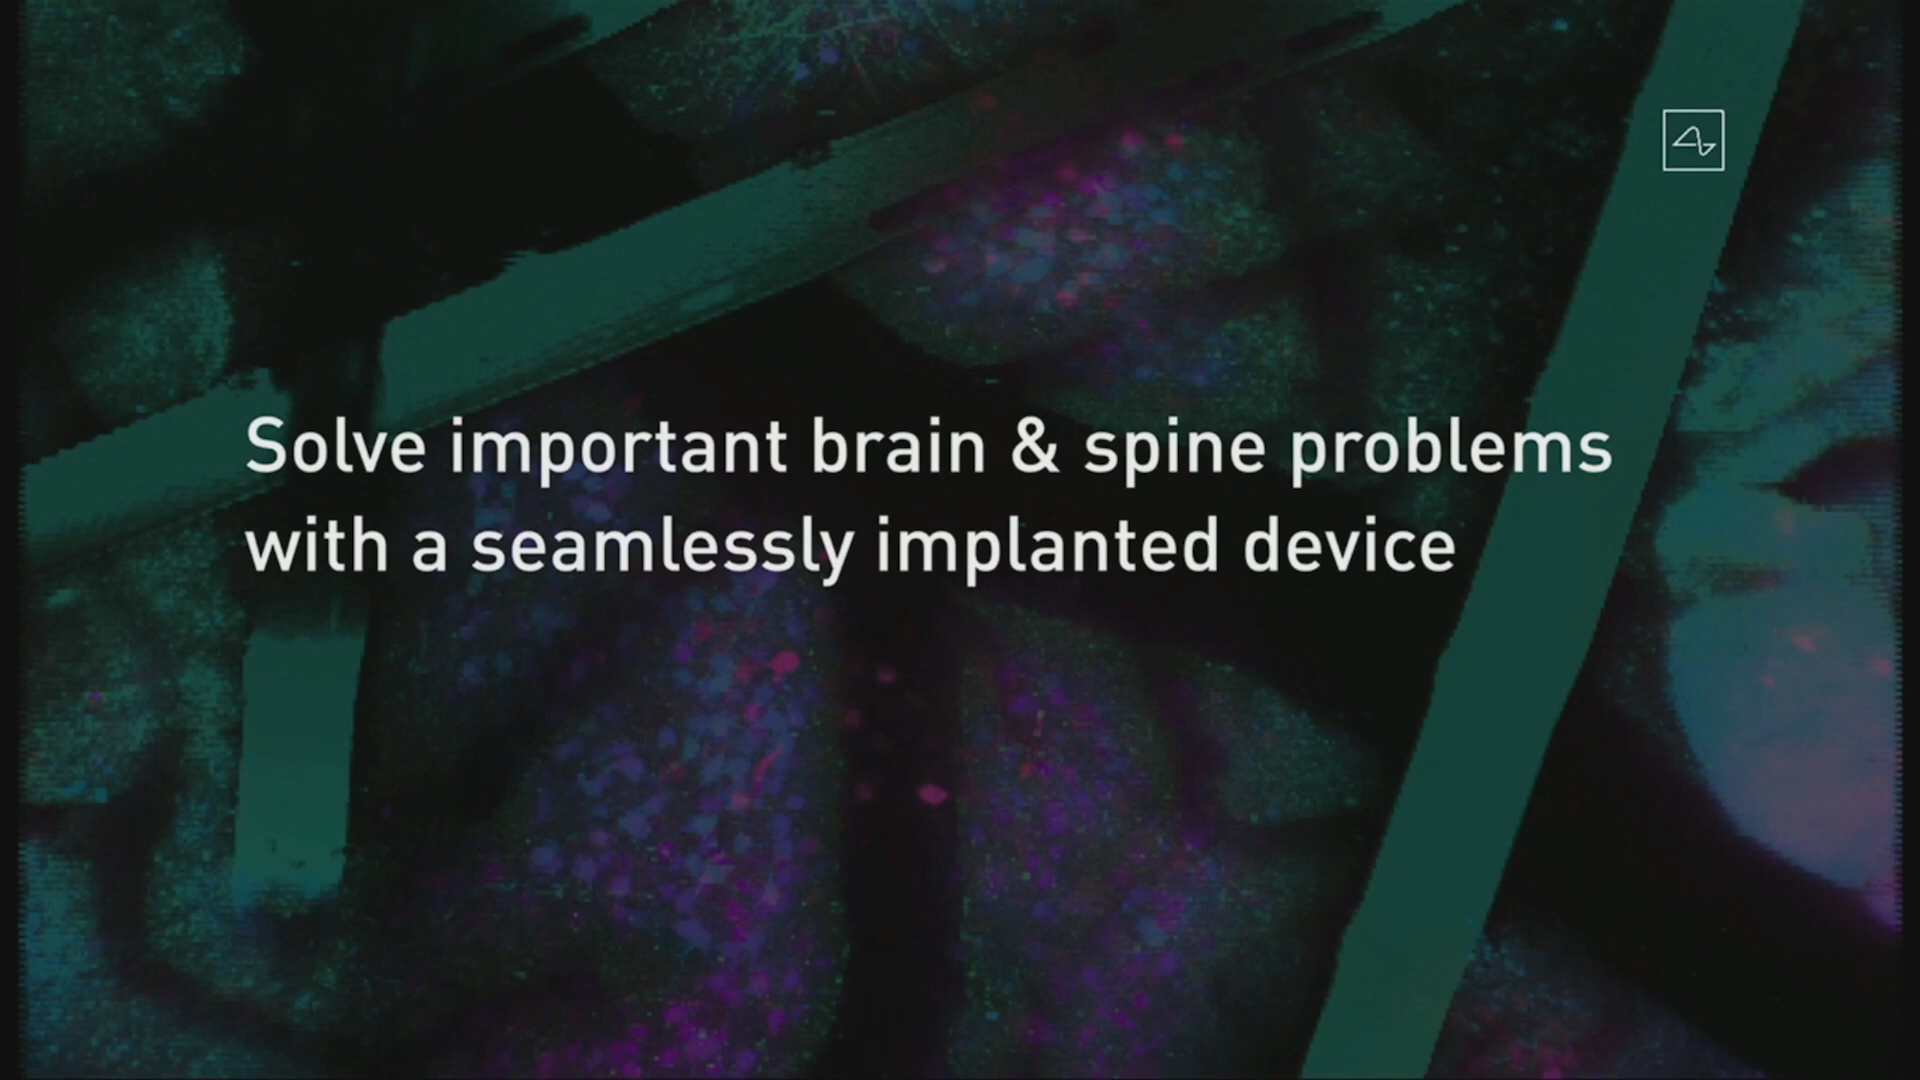 Solve important brain & spine problems
with a seamlessly implanted device